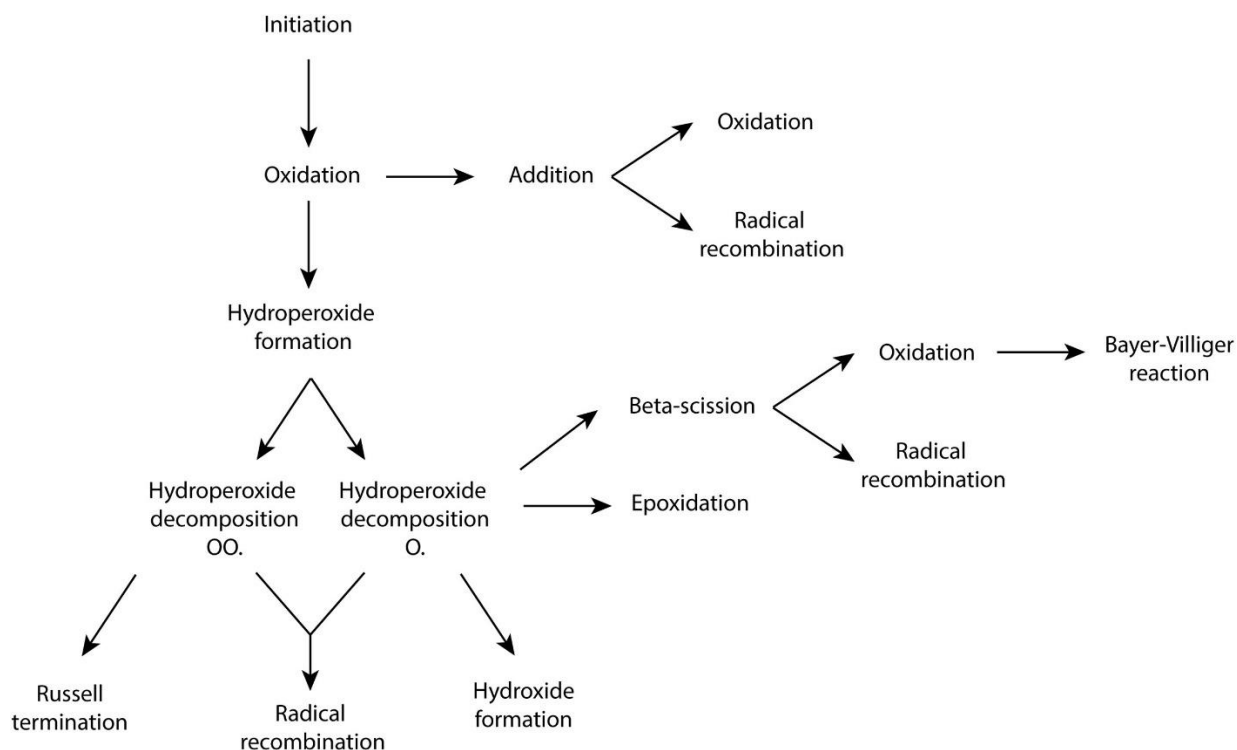 Initiation
Oxidation
Oxidation
Addition
Radical
recombination
Hydroperoxide
formation
Oxidation
Bayer-Villiger
reaction
Beta-scission
Radical
recombination
Hydroperoxide
decomposition
OO.
Hydroperoxide
decomposition
O.
Epoxidation
Russell
termination
Radical
recombination
Hydroxide
formation